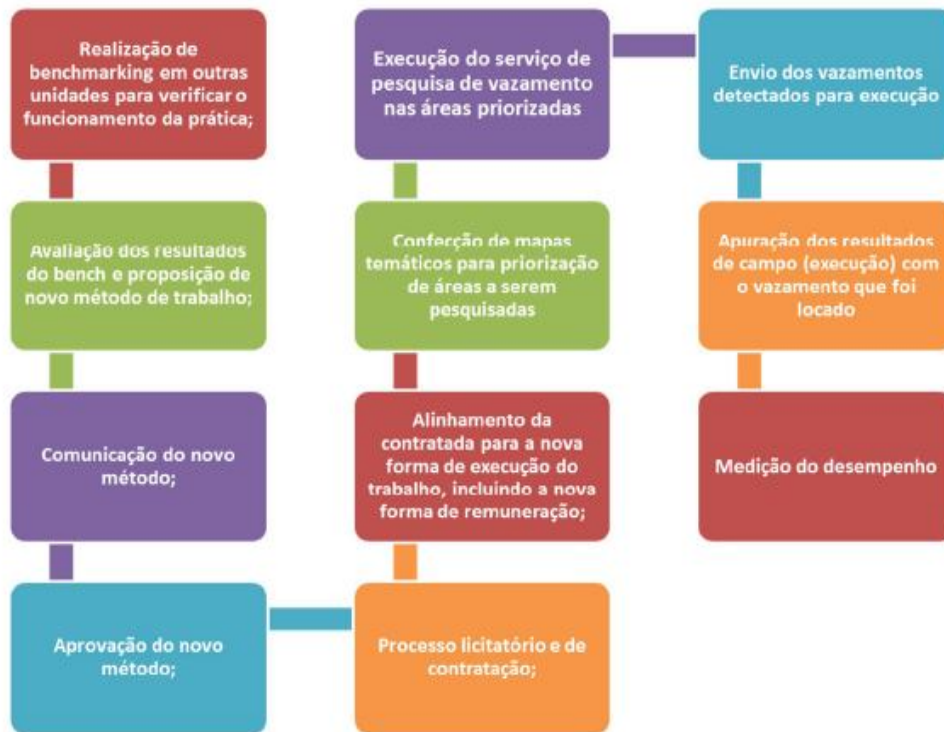 Realização de
benchmarking em outras
unidades para verificar o
funcionamento da prática;
Avaliação dos resultados
do bench e proposição de
novo método de trabalho;
Comunicação do novo
método;
Aprovação do novo
método;
Processo licitatório e de
contratação;
Alinhamento da
contratada para a nova
forma de execução do
trabalho, incluindo a nova
forma de remuneração;
Confecção de mapas
temáticos para priorização
de áreas a serem
pesquisadas
Execução do serviço de
pesquisa de vazamento
nas áreas priorizadas
Envio dos vazamentos
detectados para execução
Apuração dos resultados
de campo (execução) com
o vazamento que foi
locado
Medição do desempenho